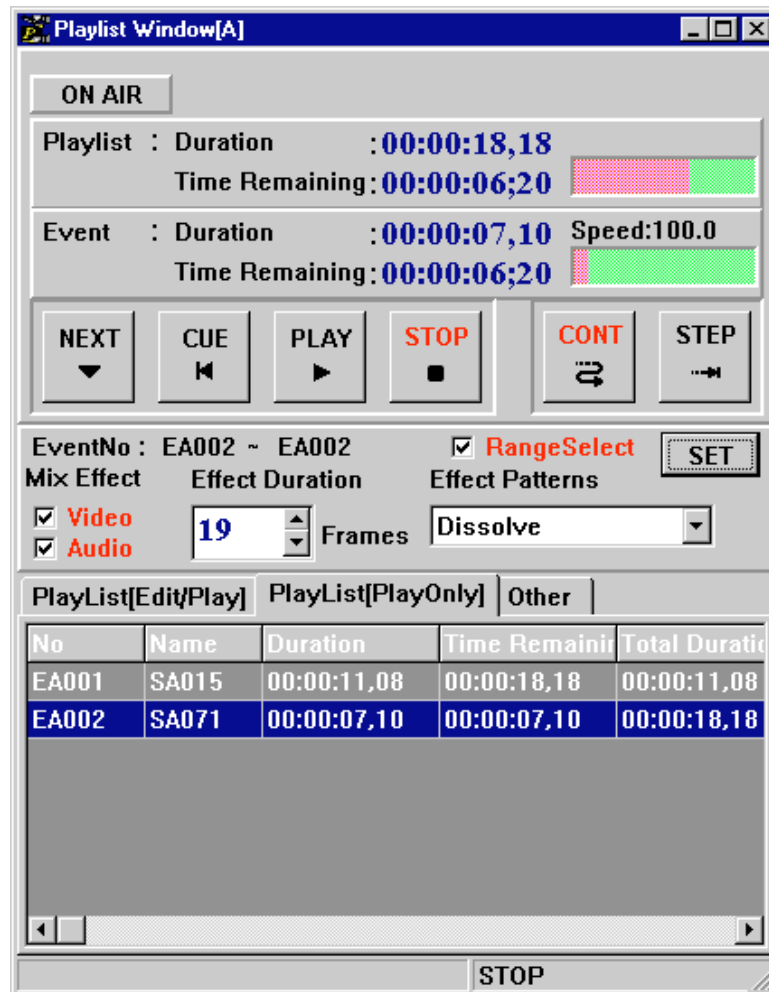 Playlist Window[A]
ON AIR
Playlist : Duration :00:00:18,18
Time Remaining:00:00:06;20
Event : Duration :00:00:07,10 Speed:100.0
Time Remaining:00:00:06;20
NEXT CUE PLAY STOP CONT STEP
EventNo : EA002 ~ EA002 RangeSelect SET
Mix Effect Effect Duration Effect Patterns
Video 19 Frames Dissolve
Audio
PlayList[Edit/Play] PlayList[PlayOnly] Other
No Name Duration Time Remainin Total Duratio
EA001 SA015 00:00:11,08 00:00:18,18 00:00:11,08
EA002 SA071 00:00:07,10 00:00:07,10 00:00:18,18
STOP